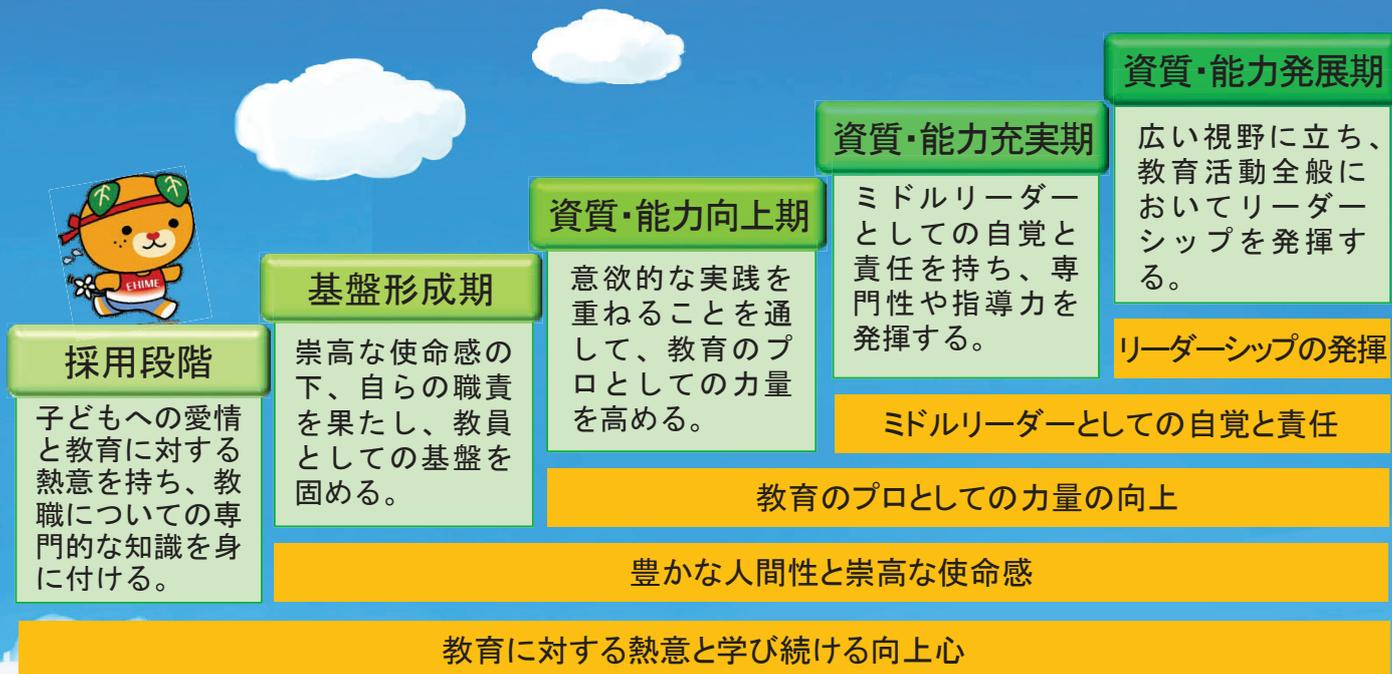 採用段階
子どもへの愛情
と教育に対する
熱意を持ち、教
職についての専
門的な知識を身
に付ける。
EHIME
基盤形成期
崇高な使命感の
下、自らの職責
を果たし、教員
としての基盤を
固める。
資質・能力向上期
意欲的な実践を
重ねることを通
して、教育のプ
ロとしての力量
を高める。
資質・能力充実期
ミドルリーダー
としての自覚と
責任を持ち、専
門性や指導力を
発揮する。
資質・能力発展期
広い視野に立ち、
教育活動全般に
おいてリーダー
シップを発揮す
る。
リーダーシップの発揮
ミドルリーダーとしての自覚と責任
教育のプロとしての力量の向上
豊かな人間性と崇高な使命感
教育に対する熱意と学び続ける向上心